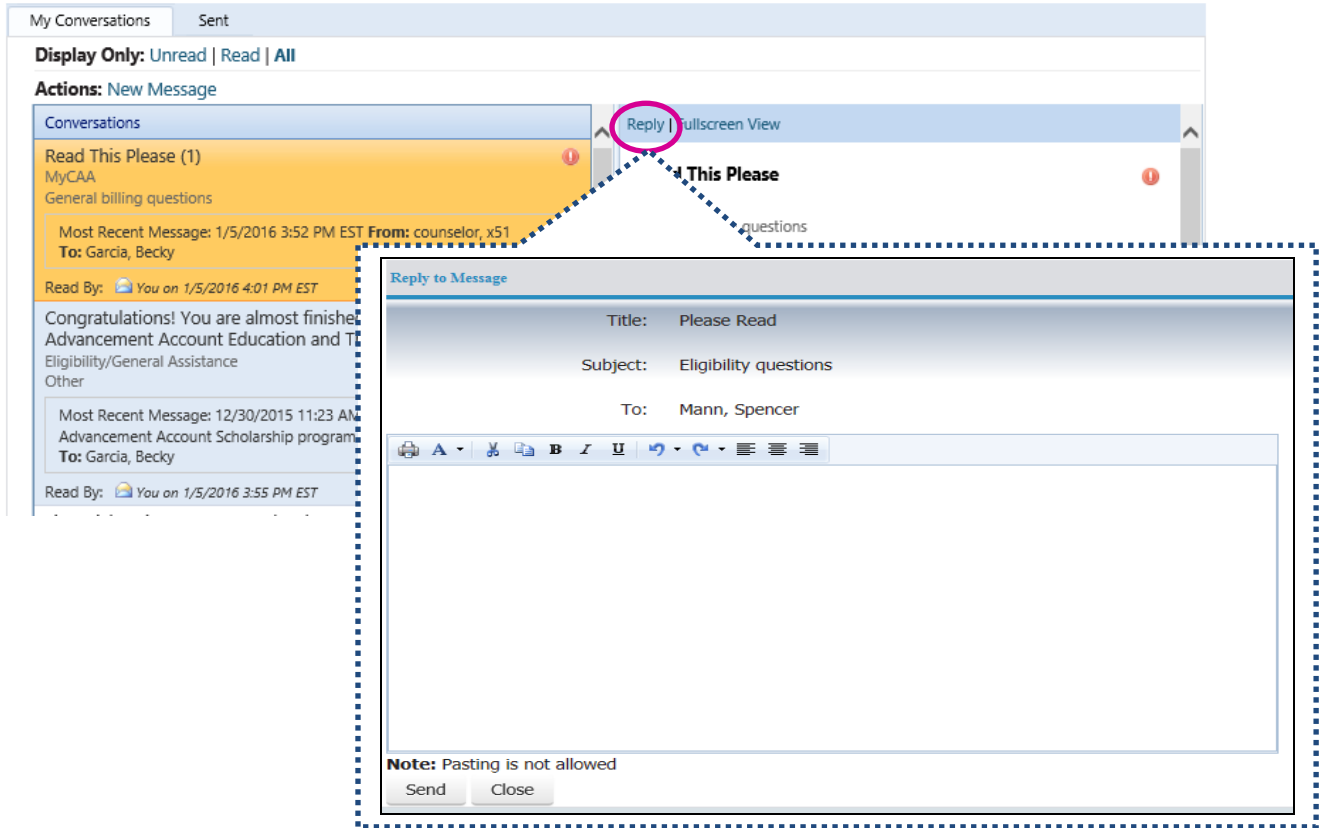 My Conversations Sent
Display Only: Unread | Read | All
Actions: New Message
Conversations
Read This Please (1)
MyCAA
General billing questions
Most Recent Message: 1/5/2016 3:52 PM EST From: counselor, x51
To: Garcia, Becky
Read By: You on 1/5/2016 4:01 PM EST
Congratulations! You are almost finishe
Advancement Account Education and T
Eligibility/General Assistance
Other
Most Recent Message: 12/30/2015 11:23 AM
Advancement Account Scholarship program
To: Garcia, Becky
Read By: You on 1/5/2016 3:55 PM EST
Reply | Fullscreen View
This Please
questions
Reply to Message
Title: Please Read
Subject: Eligibility questions
To: Mann, Spencer
A B I U
Note: Pasting is not allowed
Send Close